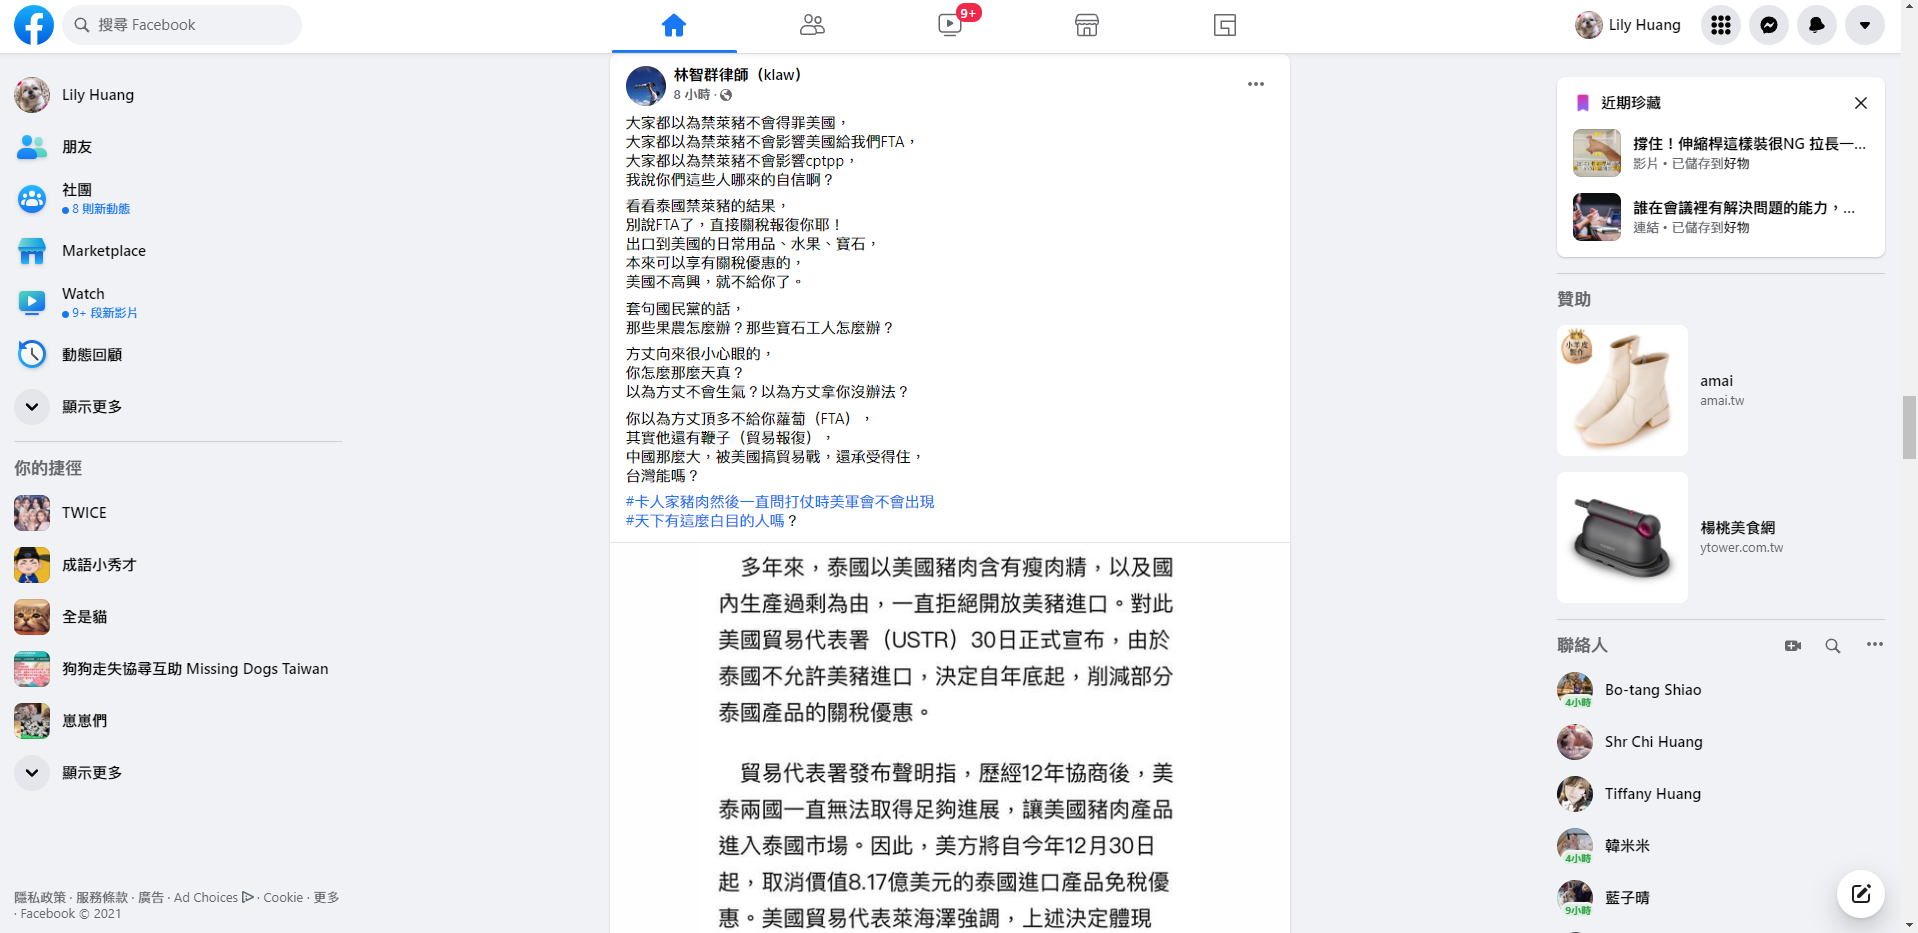 搜尋 Facebook
9+
Lily Huang
Lily Huang
朋友
社團
8 則新動態
Marketplace
Watch
9+ 段新影片
動態回顧
顯示更多
你的捷徑
TWICE
成語小秀才
全是貓
狗狗走失協尋互助 Missing Dogs Taiwan
崽崽們
顯示更多
隱私政策 · 服務條款 · 廣告 · Ad Choices · Cookie · 更多
· Facebook © 2021
林智群律師（klaw）
8 小時 ·
大家都以為禁萊豬不會得罪美國，
大家都以為禁萊豬不會影響美國給我們FTA，
大家都以為禁萊豬不會影響cptpp，
我說你們這些人哪來的自信啊？
看看泰國禁萊豬的結果，
別說FTA了，直接關稅報復你耶！
出口到美國的日常用品、水果、寶石，
本來可以享有關稅優惠的，
美國不高興，就不給你了。
套句國民黨的話，
那些果農怎麼辦？那些寶石工人怎麼辦？
方丈向來很小心眼的，
你怎麼那麼天真？
以為方丈不會生氣？以為方丈拿你沒辦法？
你以為方丈頂多不給你蘿蔔（FTA），
其實他還有鞭子（貿易報復），
中國那麼大，被美國搞貿易戰，還承受得住，
台灣能嗎？
#卡人家豬肉然後一直問打仗時美軍會不會出現
#天下有這麼白目的人嗎？
多年來，泰國以美國豬肉含有瘦肉精，以及國
內生產過剩為由，一直拒絕開放美豬進口。對此
美國貿易代表署（USTR）30日正式宣布，由於
泰國不允許美豬進口，決定自年底起，削減部分
泰國產品的關稅優惠。
貿易代表署發布聲明指，歷經12年協商後，美
泰兩國一直無法取得足夠進展，讓美國豬肉產品
進入泰國市場。因此，美方將自今年12月30日
起，取消價值8.17億美元的泰國進口產品免稅優
惠。美國貿易代表萊海澤強調，上述決定體現
近期珍藏
撐住！伸縮桿這樣裝很NG 拉長一...
影片 • 已儲存到好物
誰在會議裡有解決問題的能力，...
連結 • 已儲存到好物
贊助
小羊皮
製作
amai
amai.tw
楊桃美食網
ytower.com.tw
聯絡人
Bo-tang Shiao
4小時
Shr Chi Huang
Tiffany Huang
韓米米
4小時
藍子晴
9小時